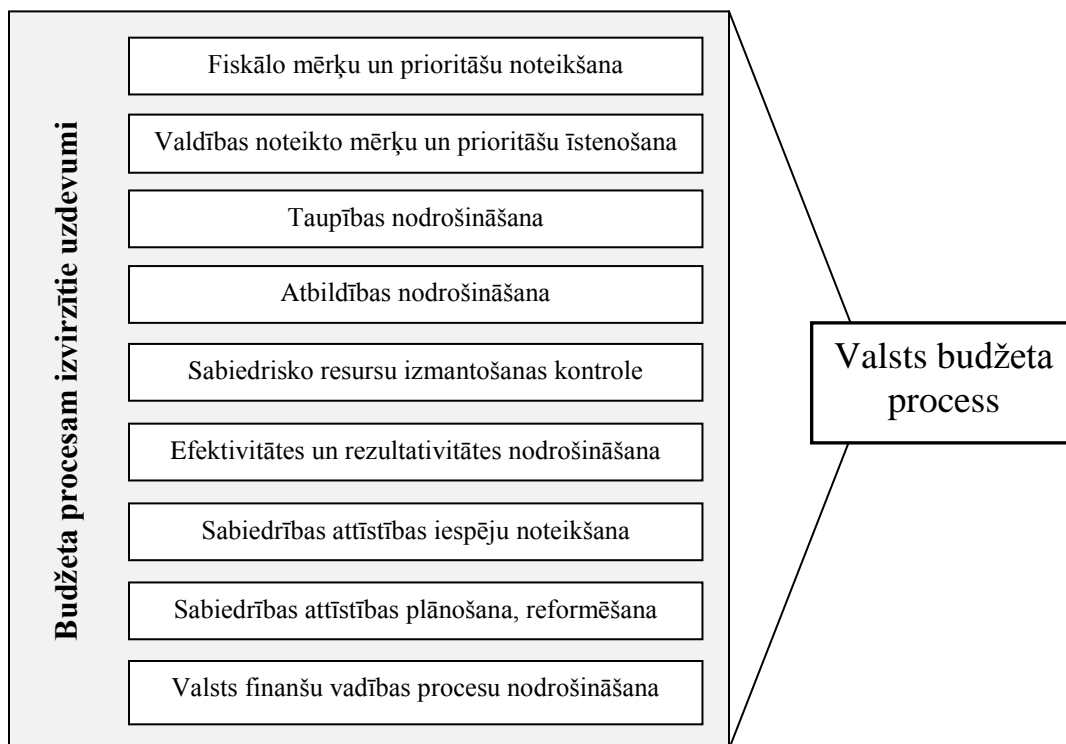 Budžeta procesam izvirzītie uzdevumi
Fiskālo mērķu un prioritāšu noteikšana
Valdības noteikto mērķu un prioritāšu īstenošana
Taupības nodrošināšana
Atbildības nodrošināšana
Sabiedrisko resursu izmantošanas kontrole
Efektivitātes un rezultativitātes nodrošināšana
Sabiedrības attīstības iespēju noteikšana
Sabiedrības attīstības plānošana, reformēšana
Valsts finanšu vadības procesu nodrošināšana
Valsts budžeta
process